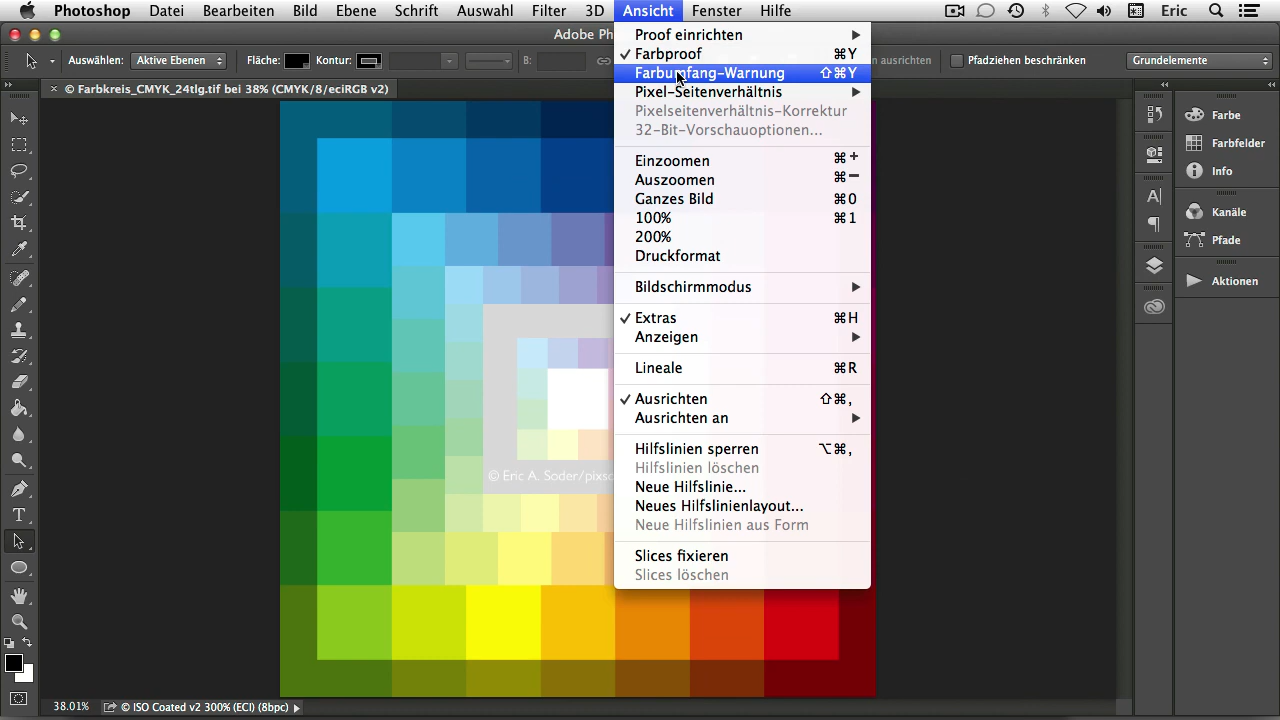 Photoshop Datei Bearbeiten Bild Ebene Schrift Auswahl Filter 3D Ansicht Fenster Hilfe Eric
Adobe Ph
Auswählen: Aktive Ebenen Fläche: Kontur: B: ausrichten Pfadziehen beschränken Grundelemente
× © Farbkreis_CMYK_24tlg.tif bei 38% (CMYK/8/eciRGB v2)
Proof einrichten
✓ Farbproof ⌘Y
Farbumfang-Warnung ⇧⌘Y
Pixel-Seitenverhältnis
Pixelseitenverhältnis-Korrektur
32-Bit-Vorschauoptionen...
Einzoomen ⌘+
Auszoomen ⌘−
Ganzes Bild ⌘0
100% ⌘1
200%
Druckformat
Bildschirmmodus
✓ Extras ⌘H
Anzeigen
Lineale ⌘R
✓ Ausrichten ⇧⌘,
Ausrichten an
Hilfslinien sperren ⌥⌘,
Hilfslinien löschen
Neue Hilfslinie...
Neues Hilfslinienlayout...
Neue Hilfslinien aus Form
Slices fixieren
Slices löschen
Farbe
Farbfelder
Info
Kanäle
Pfade
Aktionen
© Eric A. Soder/pixso
38.01% © ISO Coated v2 300% (ECI) (8bpc)